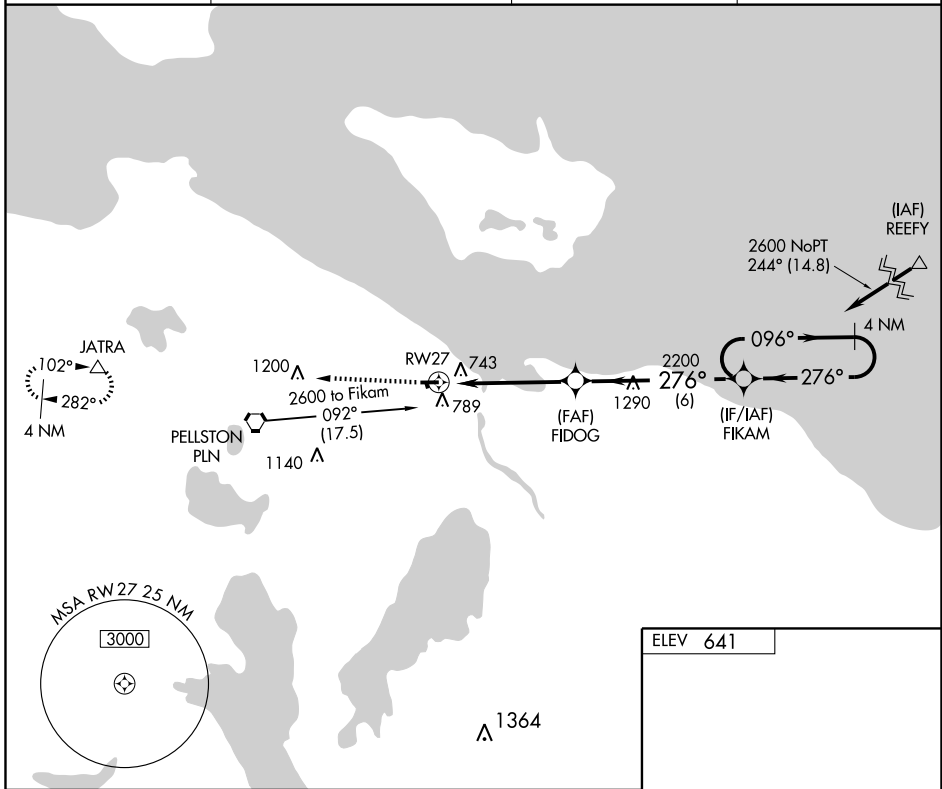 (IAF)
REEFY
2600 NoPT
244° (14.8)
4 NM
096°
276°
2200
276°
(6)
1290
(IF/IAF)
FIKAM
(FAF)
FIDOG
RW27
743
789
1200
2600 to Fikam
092°
(17.5)
PELLSTON
PLN
1140
JATRA
102°
282°
4 NM
MSA RW27 25 NM
3000
1364
ELEV 641